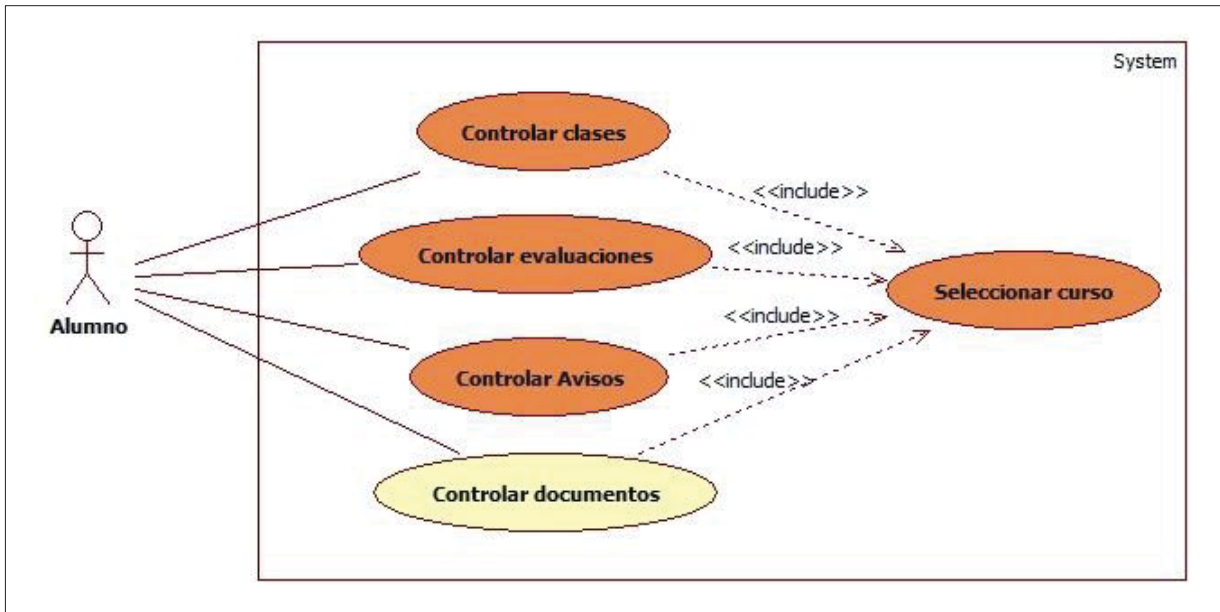 System
Controlar clases
<<include>>
Controlar evaluaciones
<<include>>
Seleccionar curso
Alumno
<<include>>
Controlar Avisos
<<include>>
Controlar documentos